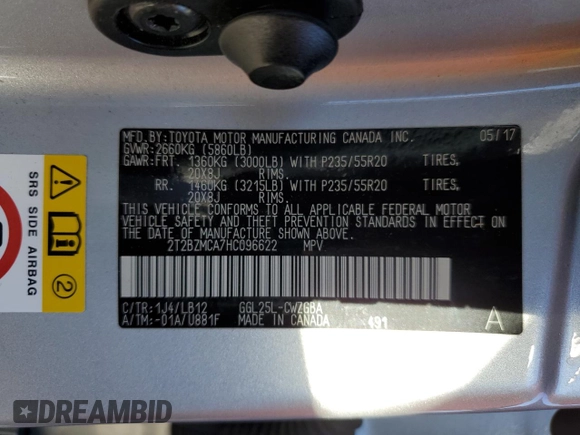 MFD.BY:TOYOTA MOTOR MANUFACTURING CANADA INC. 05/17
GVWR:2660KG (5860LB)
GAWR:FRT. 1360KG (3000LB) WITH P235/55R20 TIRES,
20X8J RIMS.
RR. 1460KG (3215LB) WITH P235/55R20 TIRES,
20X8J RIMS.
THIS VEHICLE CONFORMS TO ALL APPLICABLE FEDERAL MOTOR
VEHICLE SAFETY AND THEFT PREVENTION STANDARDS IN EFFECT
ON THE DATE OF MANUFACTURE SHOWN ABOVE.
2T2BZMCA7HC096622 MPV
C/TR:1J4/LB12 GGL25L-CWZGBA
A/TM:-01A/U881F MADE IN CANADA 491 A
SRS SIDE AIRBAG
2
DREAMBID